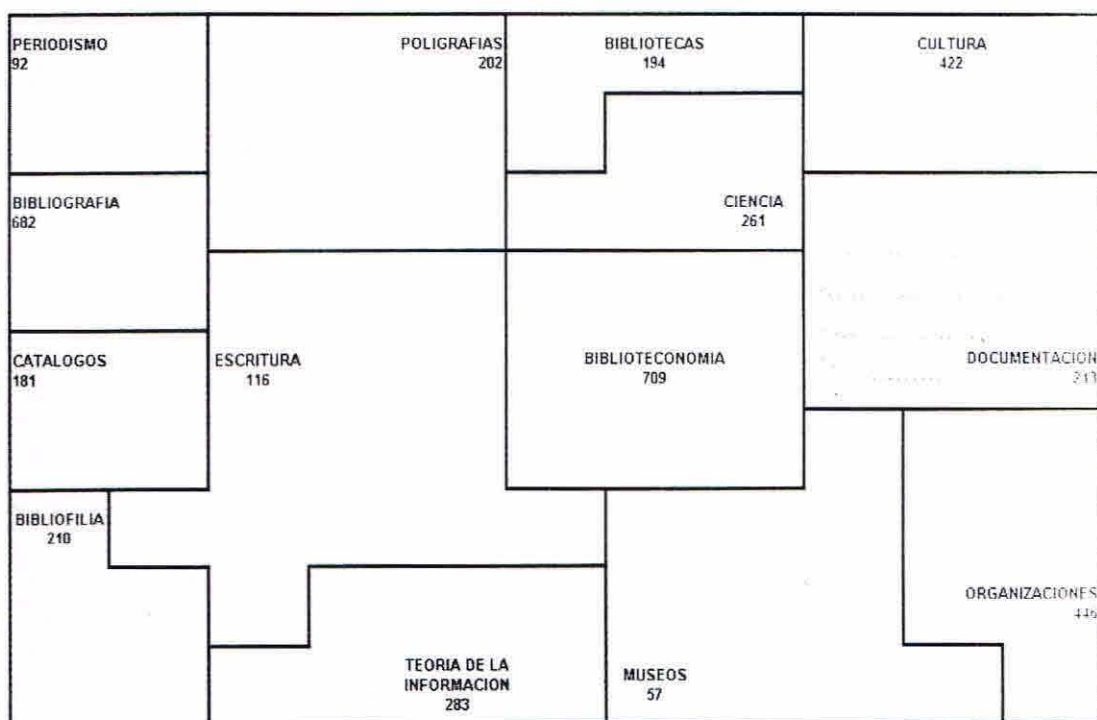 PERIODISMO
92
POLIGRAFIAS
202
BIBLIOTECAS
194
CULTURA
422
BIBLIOGRAFIA
682
CIENCIA
261
CATALOGOS
181
ESCRITURA
116
BIBLIOTECONOMIA
709
DOCUMENTACION
BIBLIOFILIA
210
ORGANIZACIONES
446
TEORIA DE LA
INFORMACION
283
MUSEOS
57